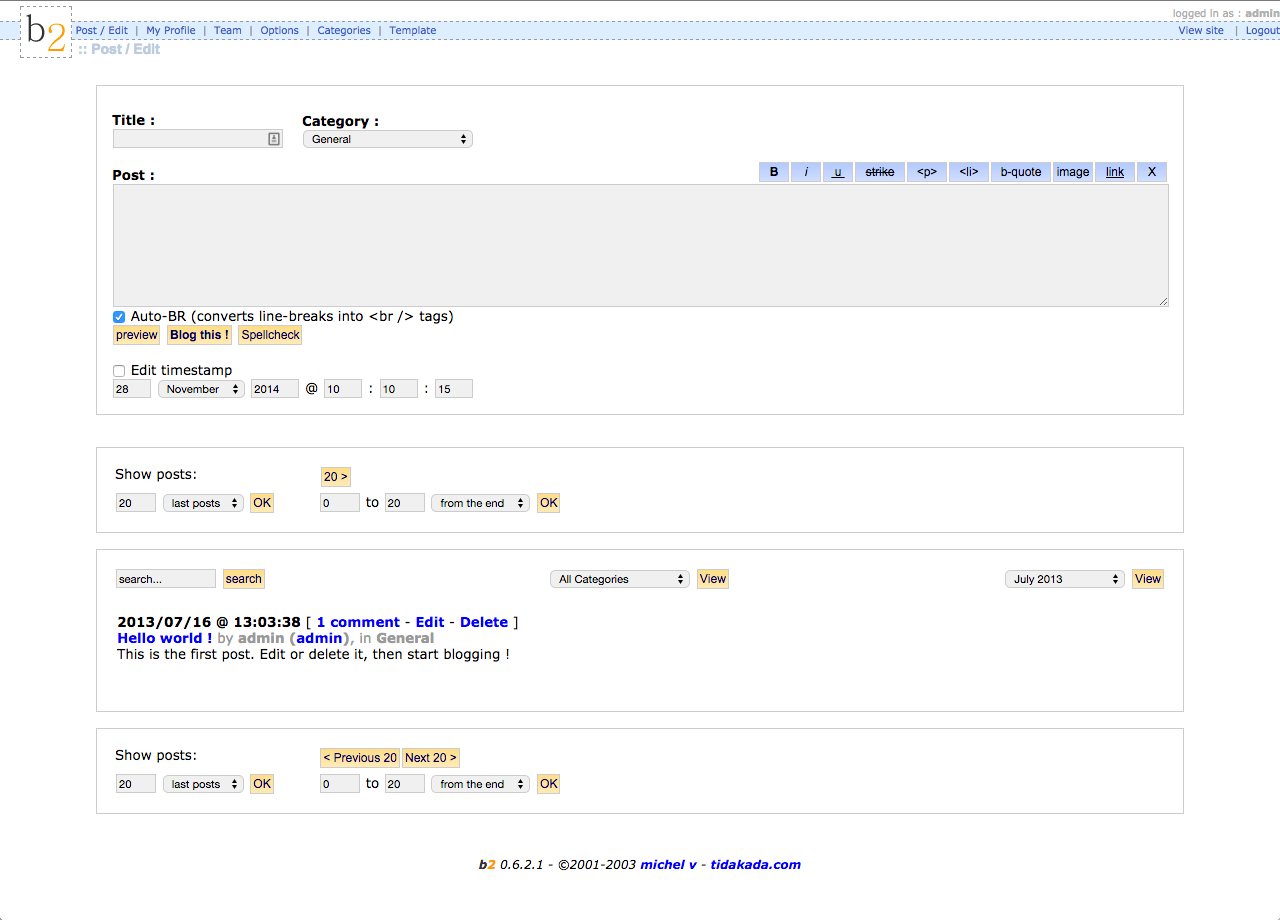 logged in as : admin
b2
Post / Edit | My Profile | Team | Options | Categories | Template
View site | Logout
:: Post / Edit
Title :
Category :
General
Post :
B i u strike <p> <li> b-quote image link X
Auto-BR (converts line-breaks into <br /> tags)
preview Blog this ! Spellcheck
Edit timestamp
28 November 2014 @ 10 : 10 : 15
Show posts:
20 >
20 last posts OK
0 to 20 from the end OK
search... search
All Categories View
July 2013 View
2013/07/16 @ 13:03:38 [ 1 comment - Edit - Delete ]
Hello world ! by admin (admin), in General
This is the first post. Edit or delete it, then start blogging !
Show posts:
< Previous 20 Next 20 >
20 last posts OK
0 to 20 from the end OK
b2 0.6.2.1 - ©2001-2003 michel v - tidakada.com